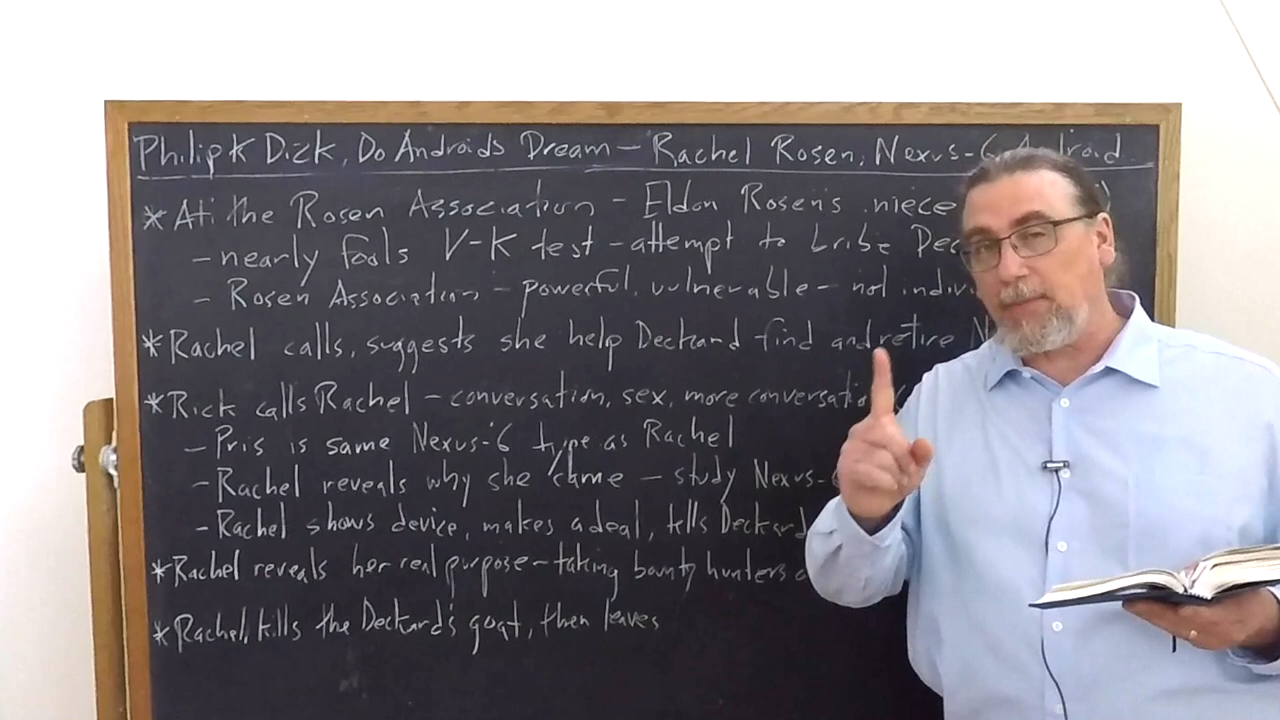 Philip K Dick, Do Androids Dream - Rachel Rosen, Nexus-6 Android
* At the Rosen Association - Eldon Rosen's niece
- nearly fools V-K test - attempt to bribe
- Rosen Association - powerful, vulnerable - not
* Rachel calls, suggests she help Deckard find and retire
* Rick calls Rachel - conversation, sex, more
- Pris is same Nexus-6 type as Rachel
- Rachel reveals why she came - study Nexus-
- Rachel shows device, makes a deal, tells Deckard
* Rachel reveals her real purpose - taking bounty hunters
* Rachel kills the Deckard's goat, then leaves